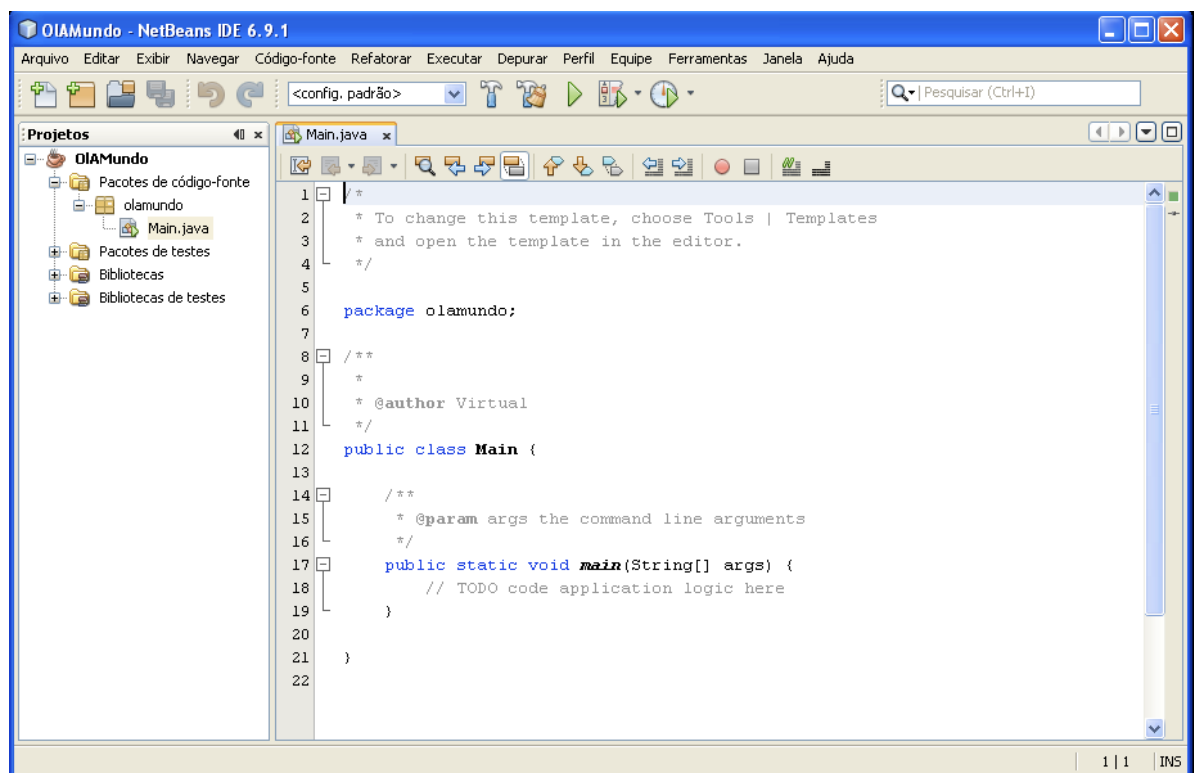 OlAMundo - NetBeans IDE 6.9.1
Arquivo Editar Exibir Navegar Código-fonte Refatorar Executar Depurar Perfil Equipe Ferramentas Janela Ajuda
<config. padrão>
Pesquisar (Ctrl+I)
Projetos
OlAMundo
Pacotes de código-fonte
olamundo
Main.java
Pacotes de testes
Bibliotecas
Bibliotecas de testes
Main.java
1 /*
2 * To change this template, choose Tools | Templates
3 * and open the template in the editor.
4 */
5
6 package olamundo;
7
8 /**
9 *
10 * @author Virtual
11 */
12 public class Main {
13
14 /**
15 * @param args the command line arguments
16 */
17 public static void main(String[] args) {
18 // TODO code application logic here
19 }
20
21 }
22
1 | 1 INS